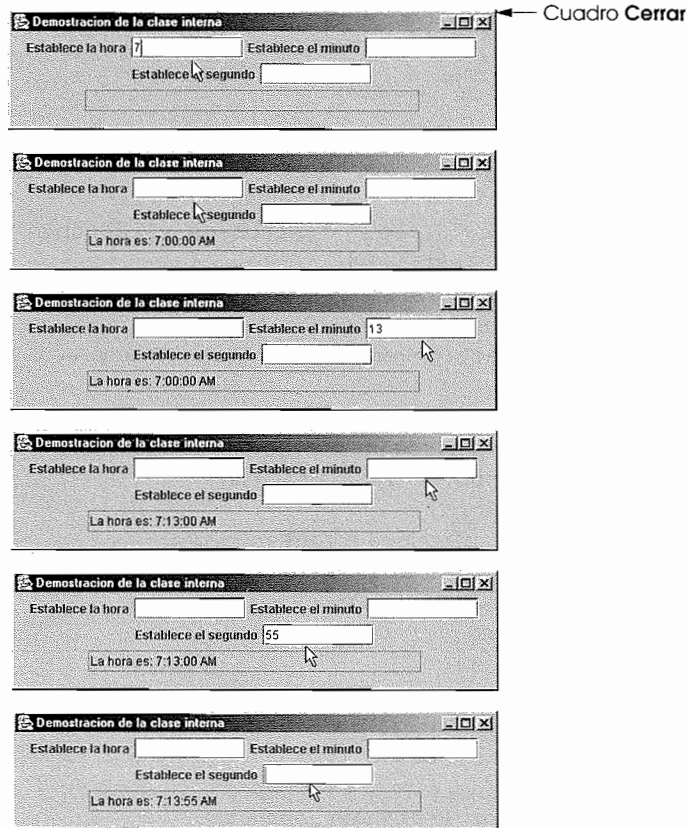 Demostracion de la clase interna
Cuadro Cerrar
Establece la hora 7 Establece el minuto
Establece segundo
Demostracion de la clase interna
Establece la hora Establece el minuto
Establece segundo
La hora es: 7:00:00 AM
Demostracion de la clase interna
Establece la hora Establece el minuto 13
Establece el segundo
La hora es: 7:00:00 AM
Demostracion de la clase interna
Establece la hora Establece el minuto
Establece el segundo
La hora es: 7:13:00 AM
Demostracion de la clase interna
Establece la hora Establece el minuto
Establece el segundo 55
La hora es: 7:13:00 AM
Demostracion de la clase interna
Establece la hora Establece el minuto
Establece el segundo
La hora es: 7:13:55 AM